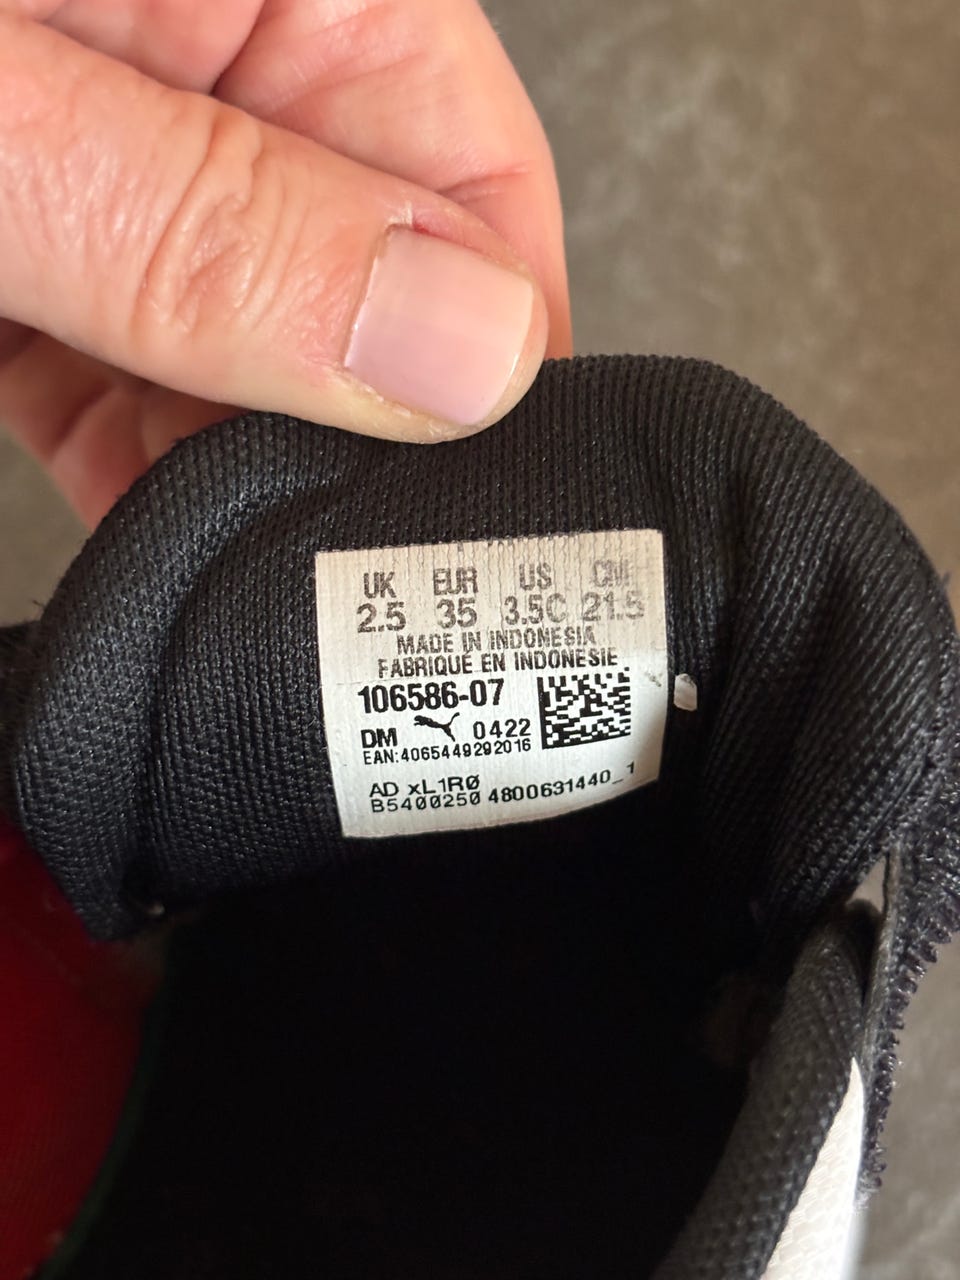 UK EUR US CM
2.5 35 3.5C 21.5
MADE IN INDONESIA
FABRIQUÉ EN INDONESIE
106586-07
DM 0422
EAN:4065449292016
AD xL1RØ
B5400250 4800631440_1